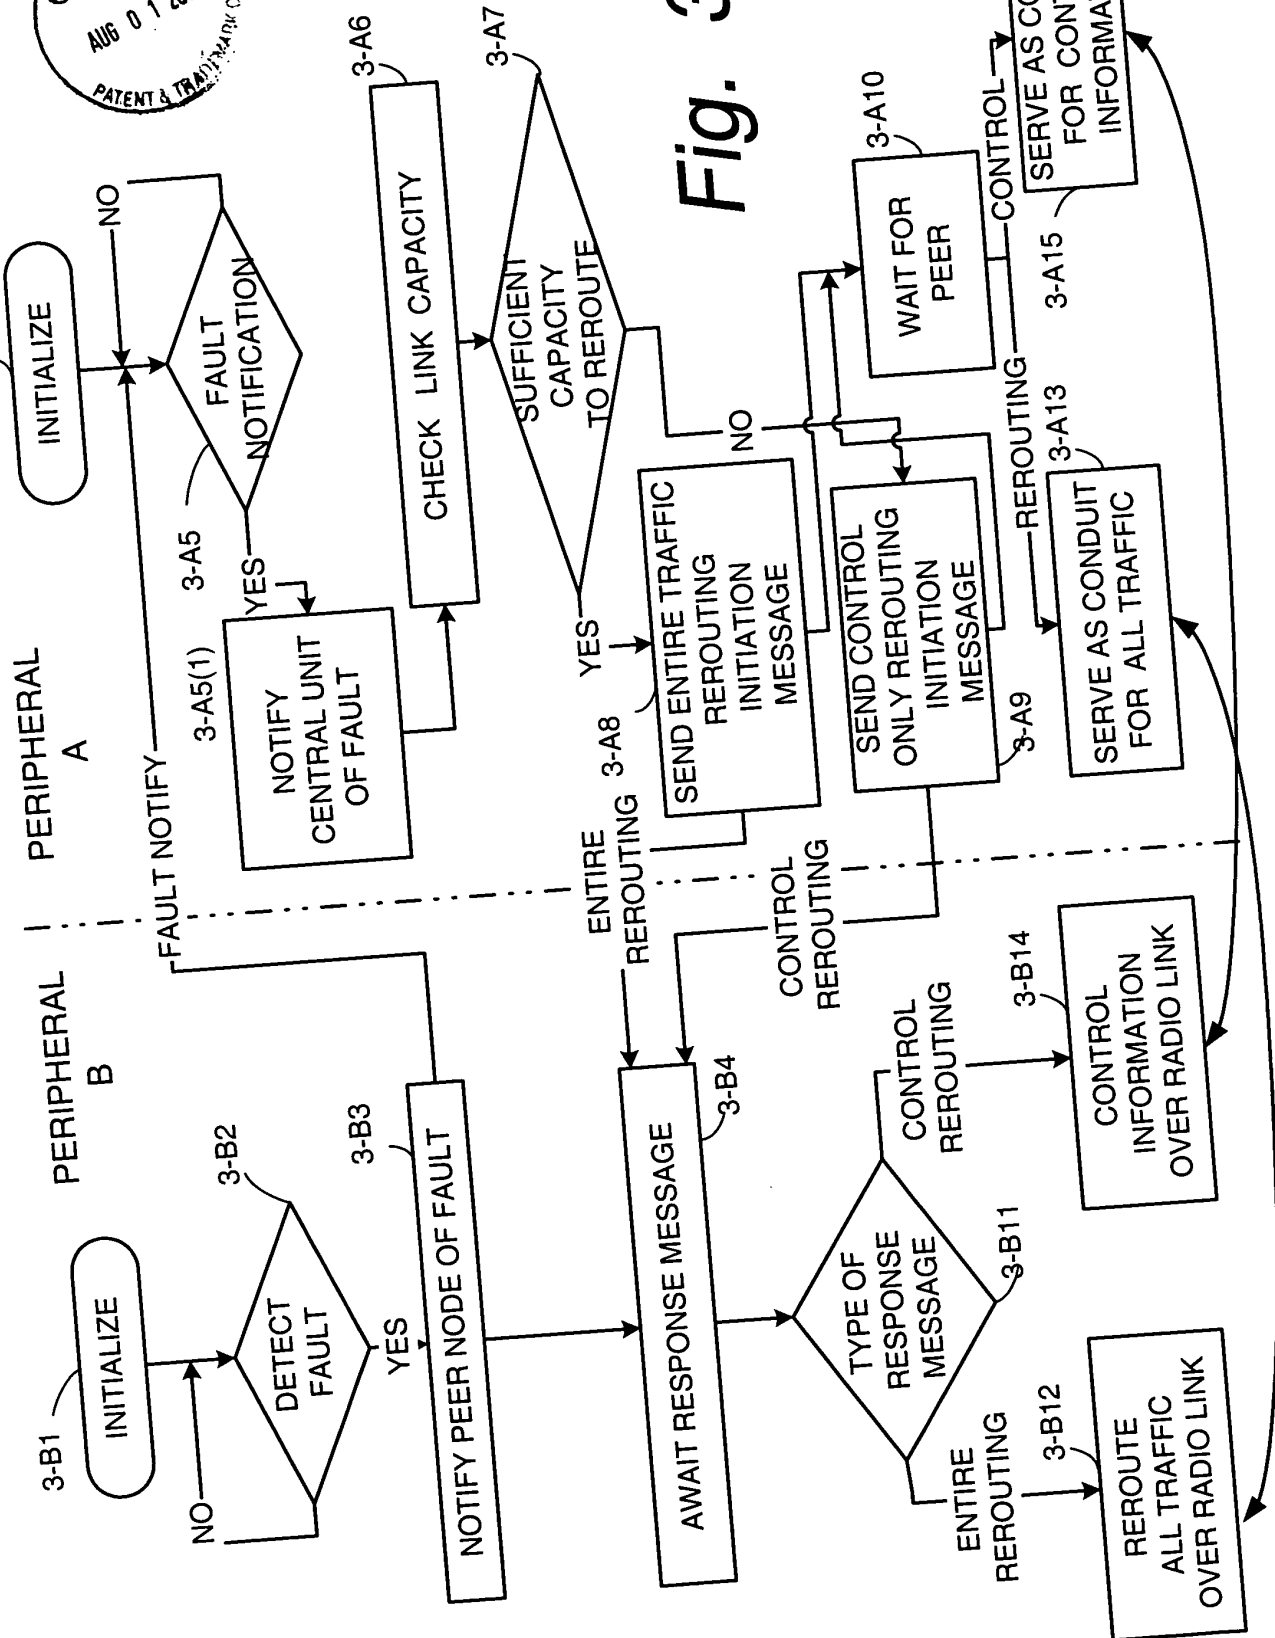 AUG 0 1 20
PATENT & TRADEMARK O
Fig. 3
PERIPHERAL
B
PERIPHERAL
A
3-B1
INITIALIZE
NO
DETECT
FAULT
3-B2
YES
3-B3
NOTIFY PEER NODE OF FAULT
FAULT NOTIFY
AWAIT RESPONSE MESSAGE
3-B4
TYPE OF
RESPONSE
MESSAGE
3-B11
ENTIRE
REROUTING
3-B12
REROUTE
ALL TRAFFIC
OVER RADIO LINK
CONTROL
REROUTING
3-B14
CONTROL
INFORMATION
OVER RADIO LINK
INITIALIZE
NO
FAULT
NOTIFICATION
3-A5
YES
3-A5(1)
NOTIFY
CENTRAL UNIT
OF FAULT
3-A6
CHECK LINK CAPACITY
3-A7
SUFFICIENT
CAPACITY
TO REROUTE
YES
NO
3-A8
SEND ENTIRE TRAFFIC
REROUTING
INITIATION
MESSAGE
ENTIRE
REROUTING
SEND CONTROL
ONLY REROUTING
INITIATION
MESSAGE
3-A9
CONTROL
REROUTING
3-A10
WAIT FOR
PEER
REROUTING
CONTROL
3-A13
SERVE AS CONDUIT
FOR ALL TRAFFIC
3-A15
SERVE AS CO
FOR CONT
INFORMA